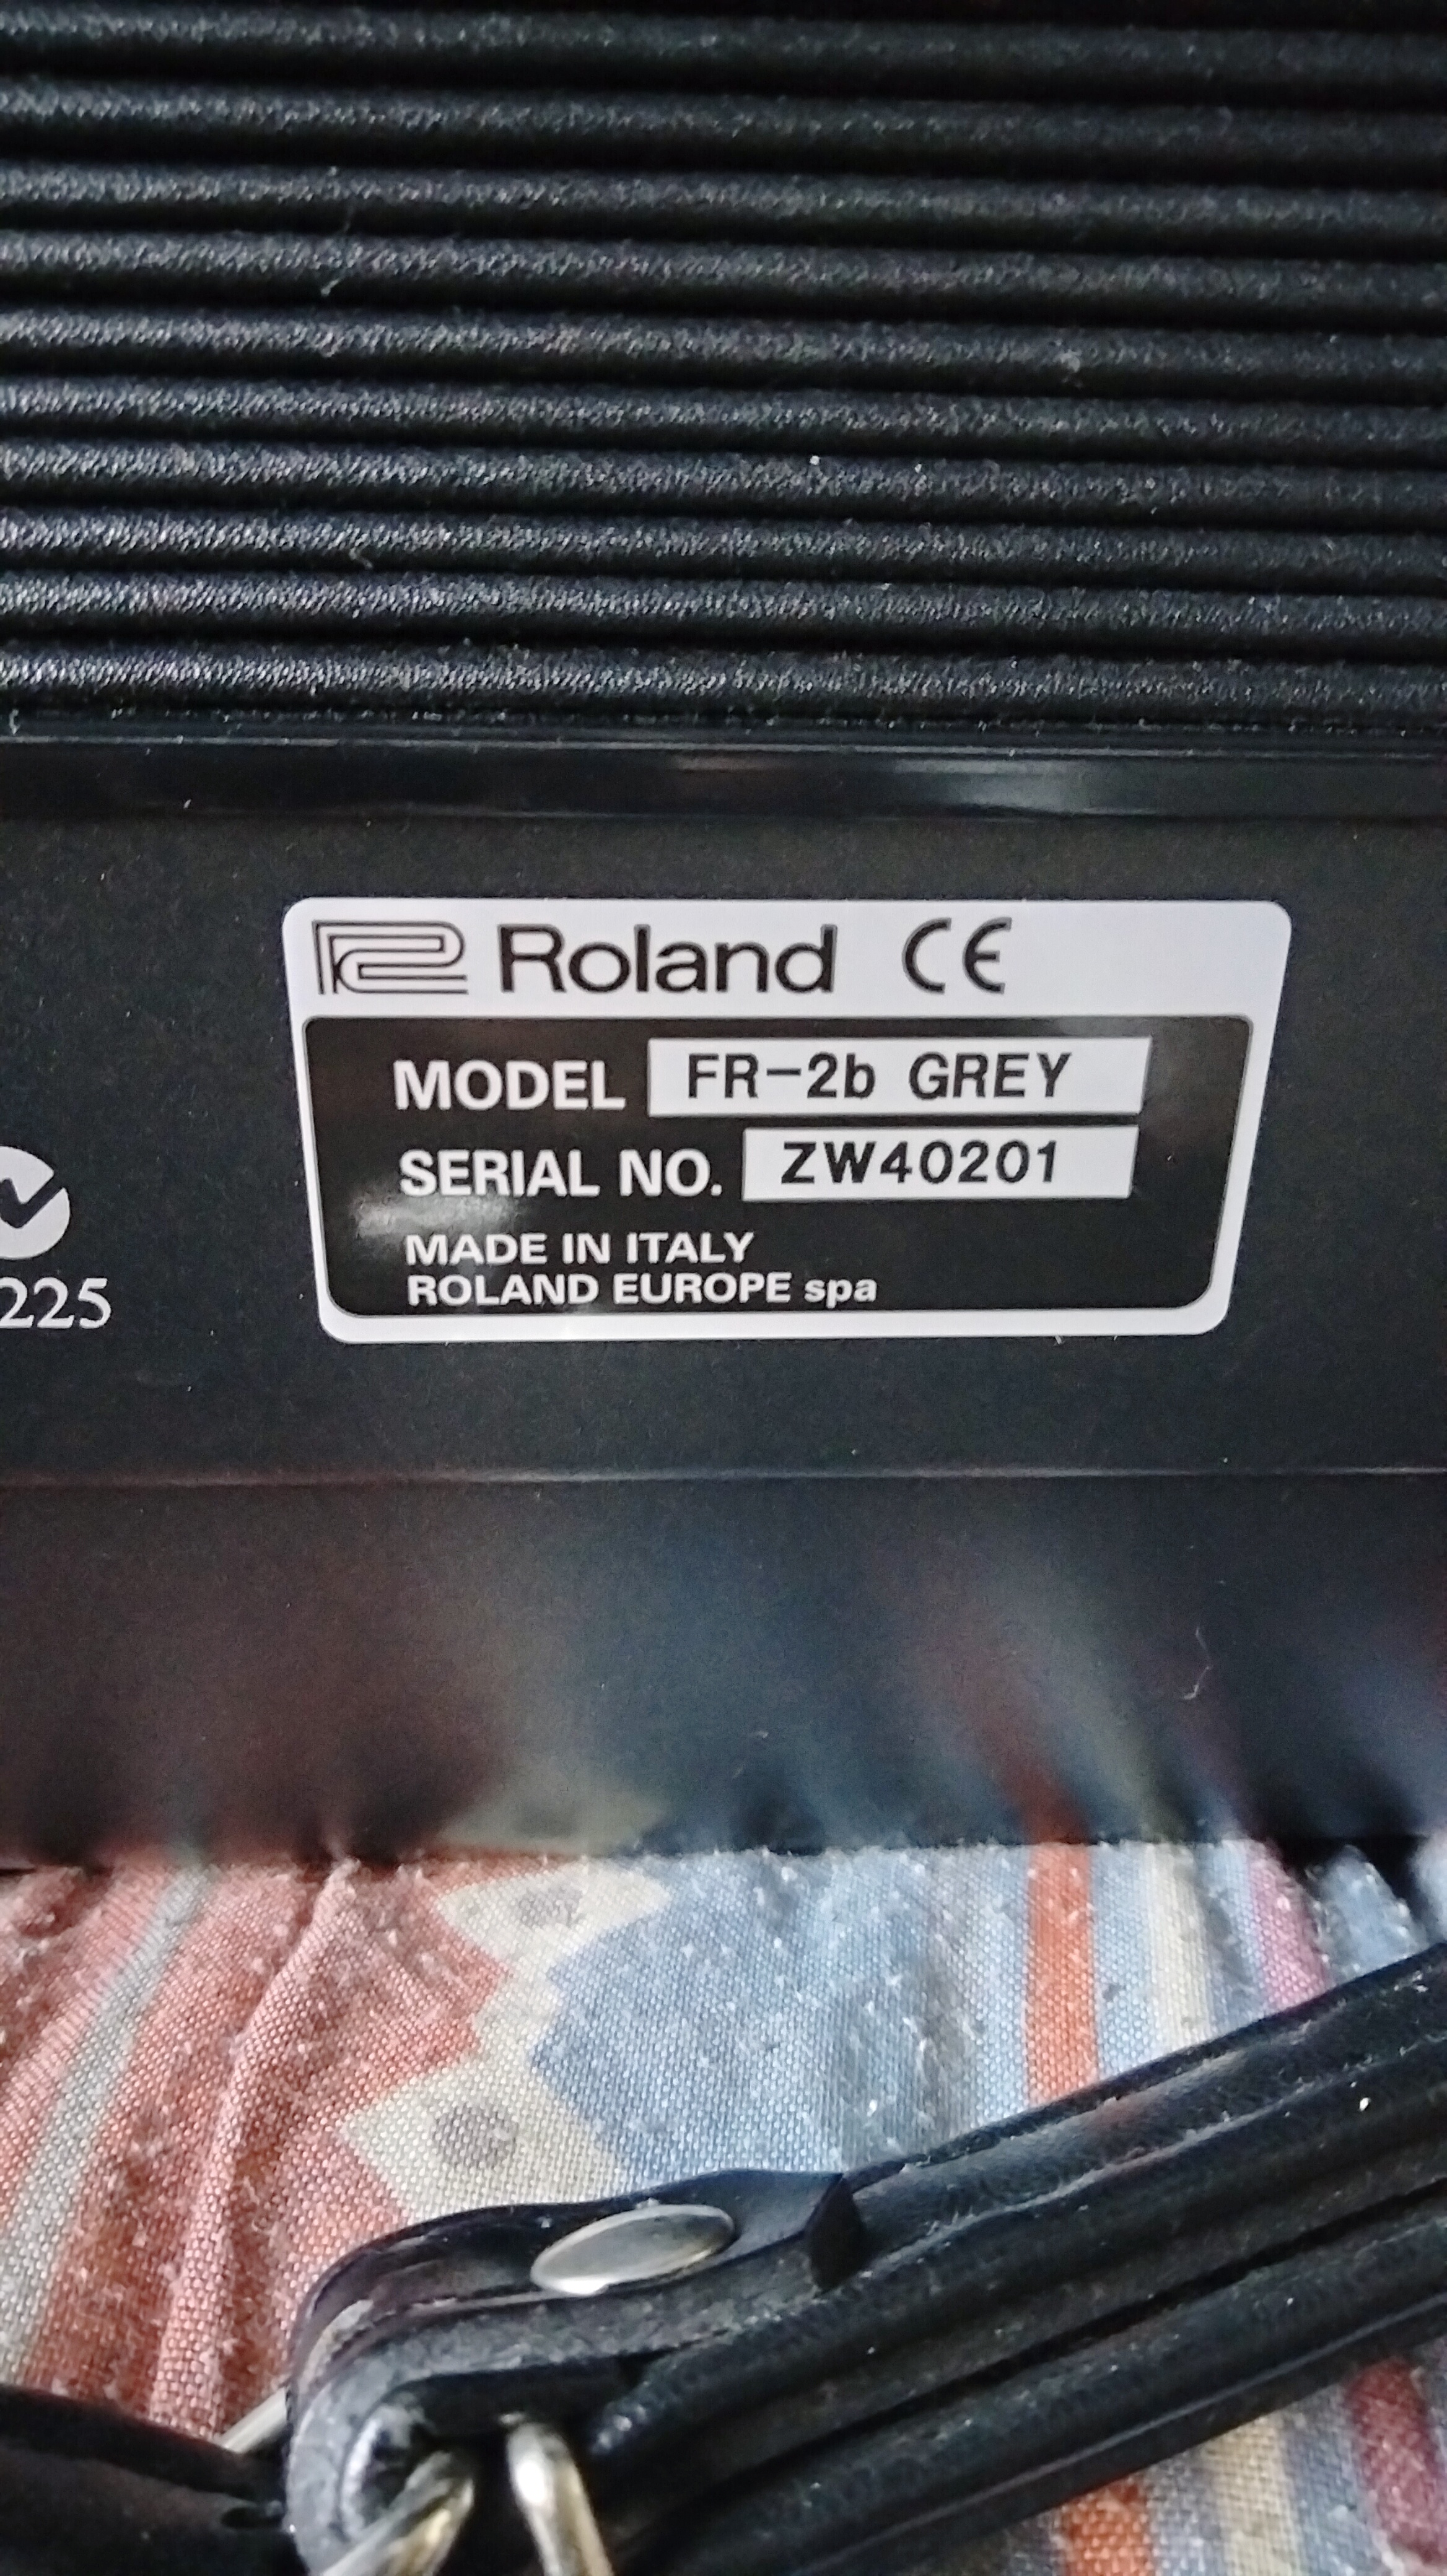 Roland CE
MODEL FR-2b GREY
SERIAL NO. ZW40201
MADE IN ITALY
ROLAND EUROPE spa
225